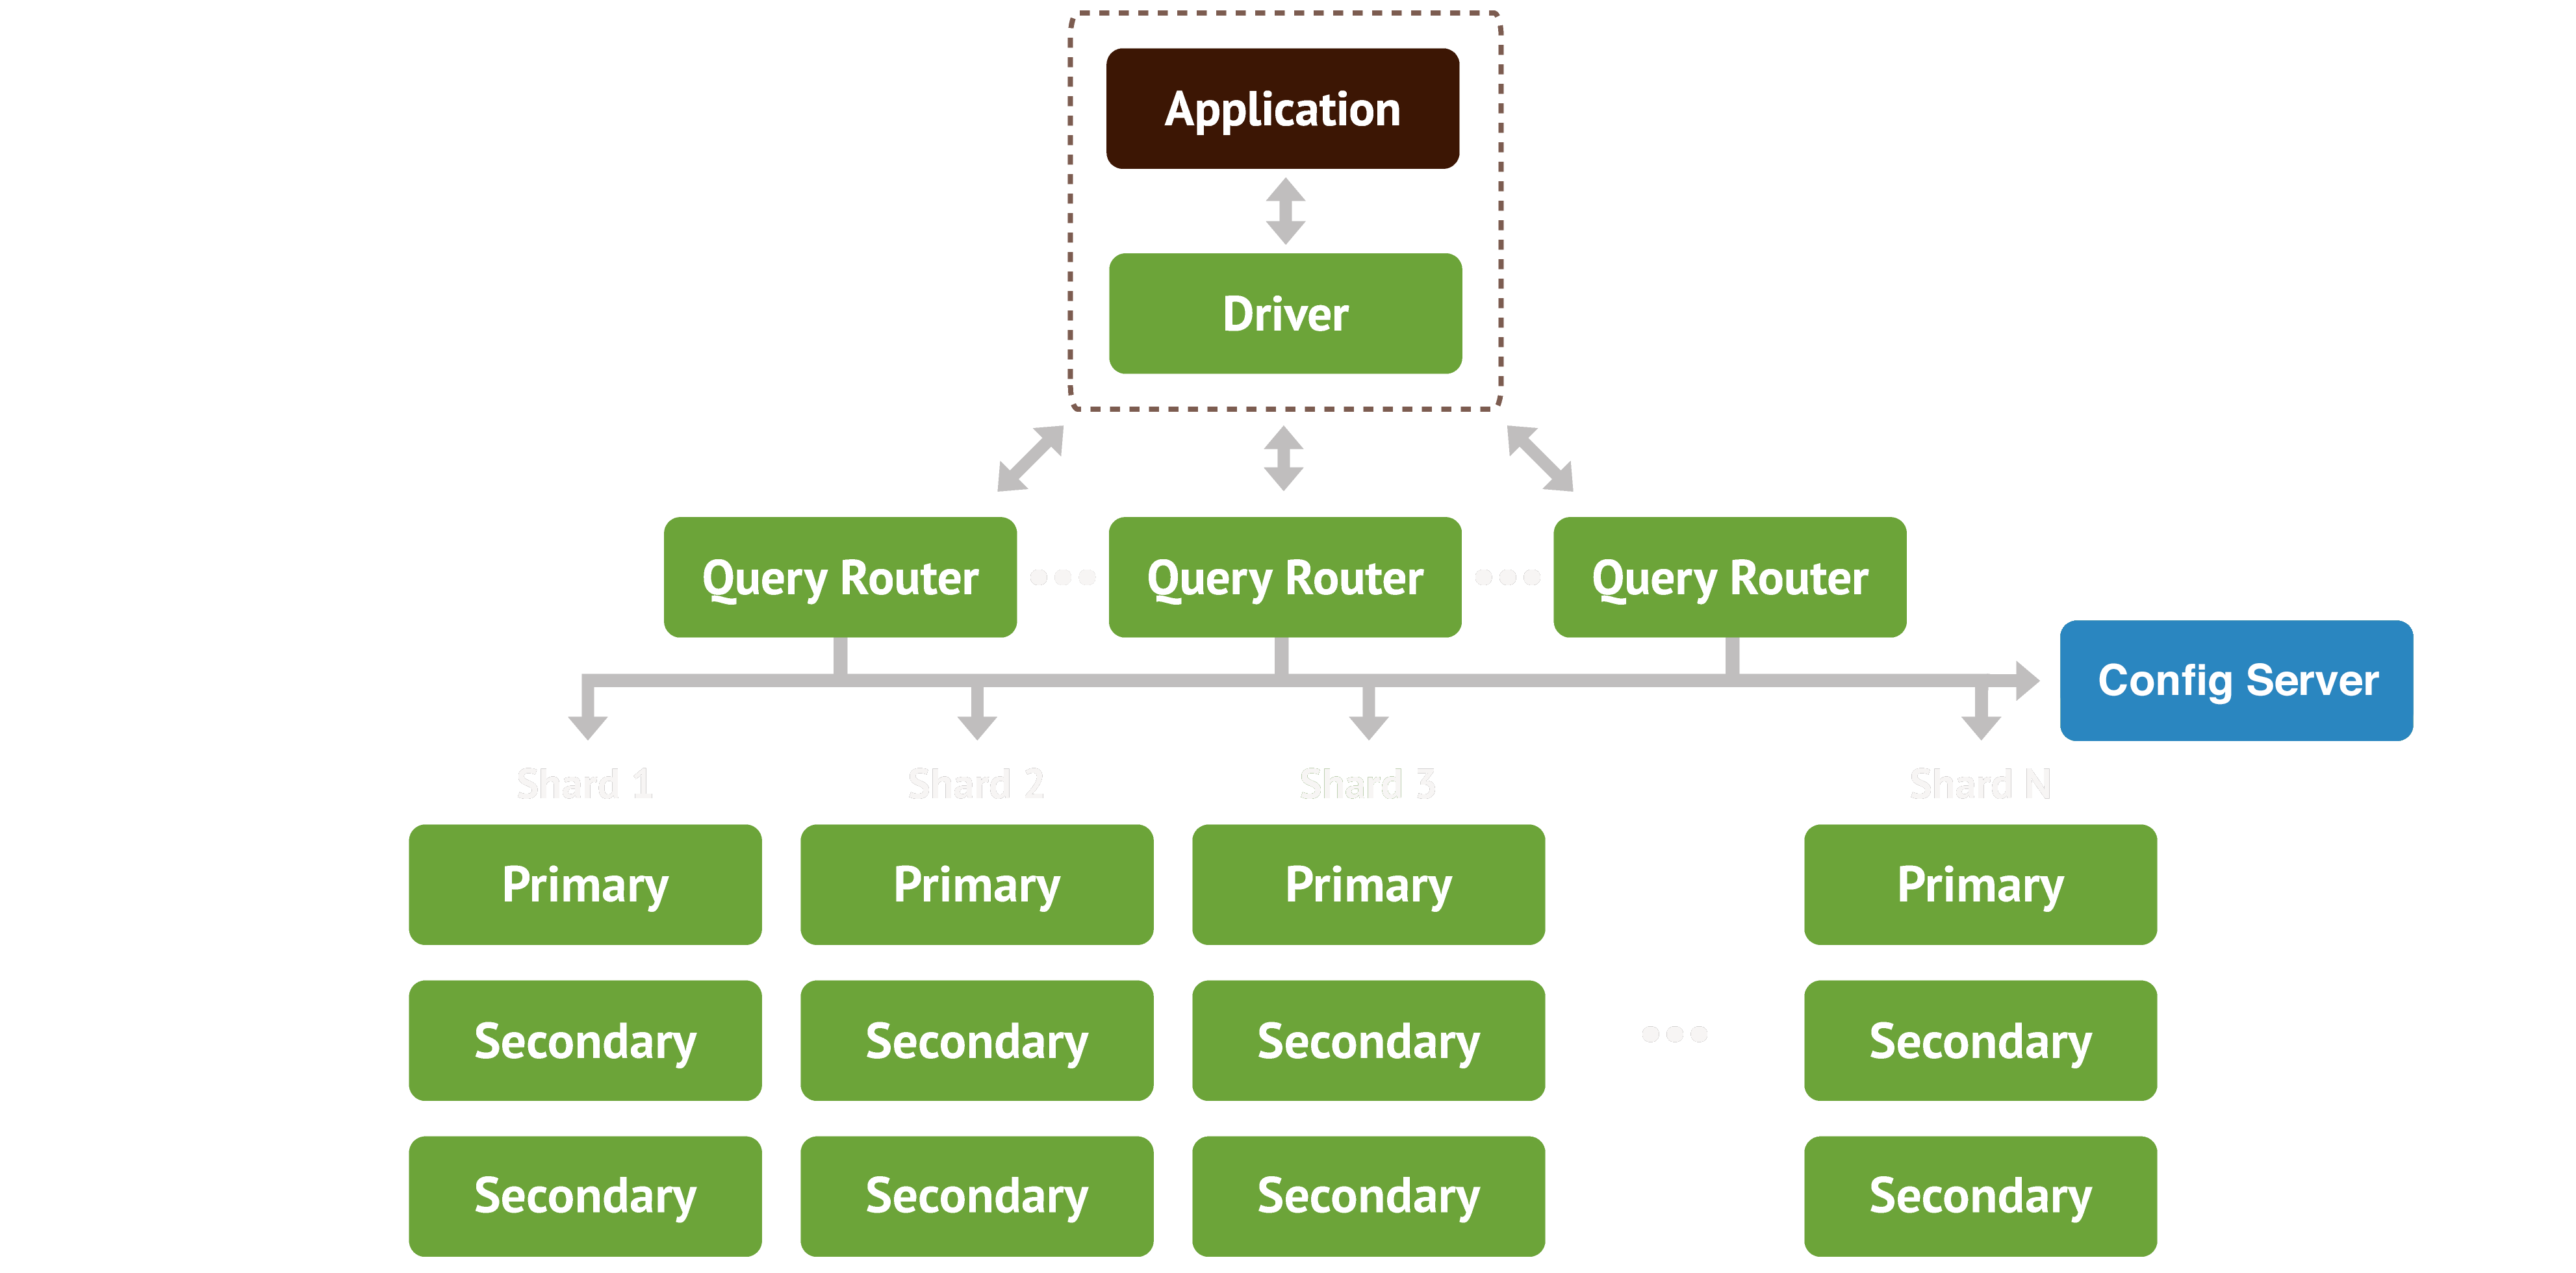 Application
Driver
Query Router
Query Router
Query Router
Config Server
Shard 1
Shard 2
Shard 3
Shard N
Primary
Primary
Primary
Primary
Secondary
Secondary
Secondary
Secondary
Secondary
Secondary
Secondary
Secondary